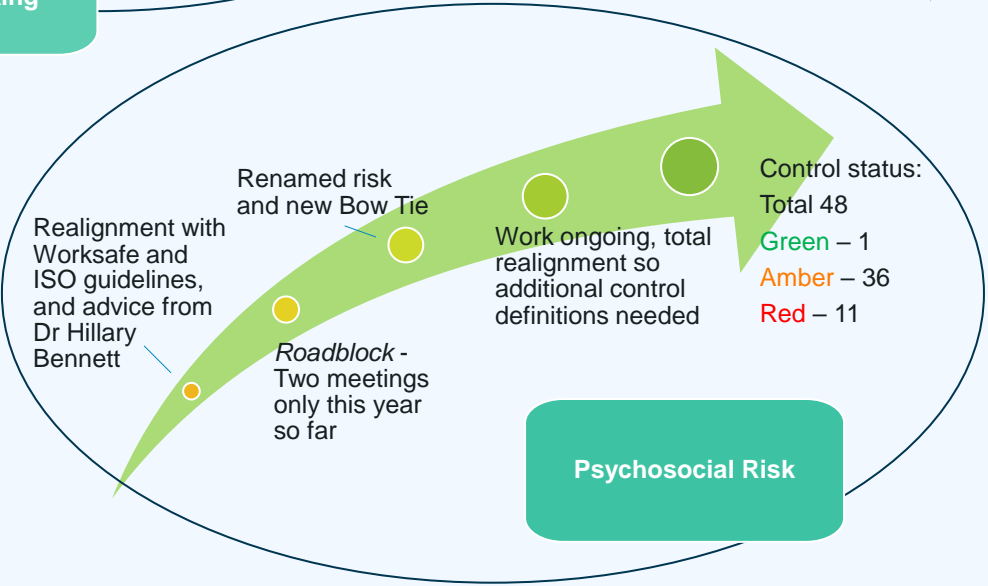 Renamed risk
and new Bow Tie
Realignment with
Worksafe and
ISO guidelines,
and advice from
Dr Hillary
Bennett
Roadblock -
Two meetings
only this year
so far
Work ongoing, total
realignment so
additional control
definitions needed
Control status:
Total 48
Green – 1
Amber – 36
Red – 11
Psychosocial Risk